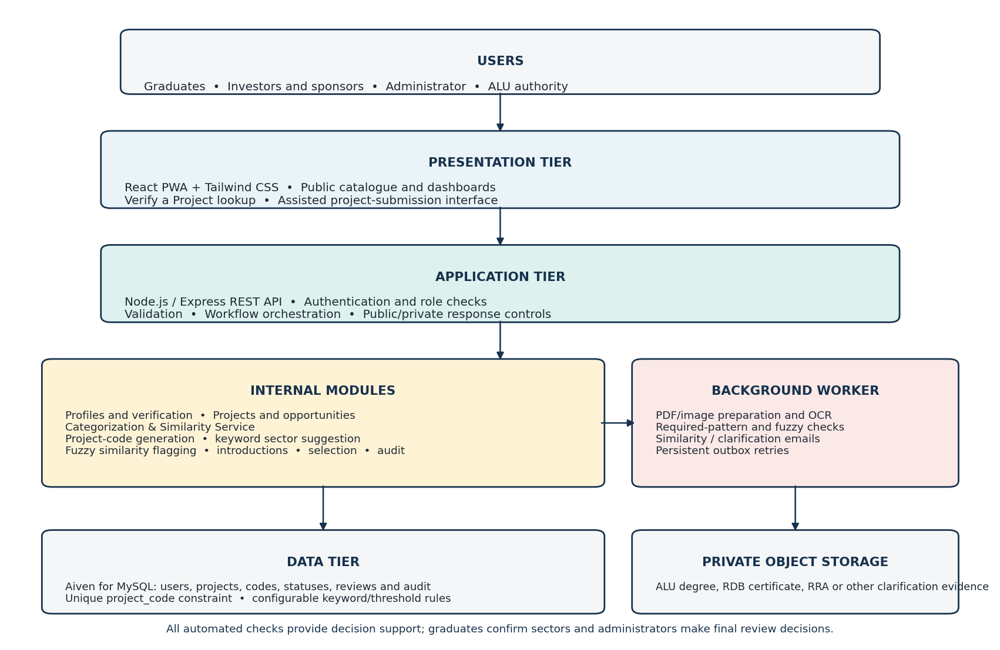 USERS
Graduates • Investors and sponsors • Administrator • ALU authority
PRESENTATION TIER
React PWA + Tailwind CSS • Public catalogue and dashboards
Verify a Project lookup • Assisted project-submission interface
APPLICATION TIER
Node.js / Express REST API • Authentication and role checks
Validation • Workflow orchestration • Public/private response controls
INTERNAL MODULES
Profiles and verification • Projects and opportunities
Categorization & Similarity Service
Project-code generation • keyword sector suggestion
Fuzzy similarity flagging • introductions • selection • audit
BACKGROUND WORKER
PDF/image preparation and OCR
Required-pattern and fuzzy checks
Similarity / clarification emails
Persistent outbox retries
DATA TIER
Aiven for MySQL: users, projects, codes, statuses, reviews and audit
Unique project_code constraint • configurable keyword/threshold rules
PRIVATE OBJECT STORAGE
ALU degree, RDB certificate, RRA or other clarification evidence
All automated checks provide decision support; graduates confirm sectors and administrators make final review decisions.